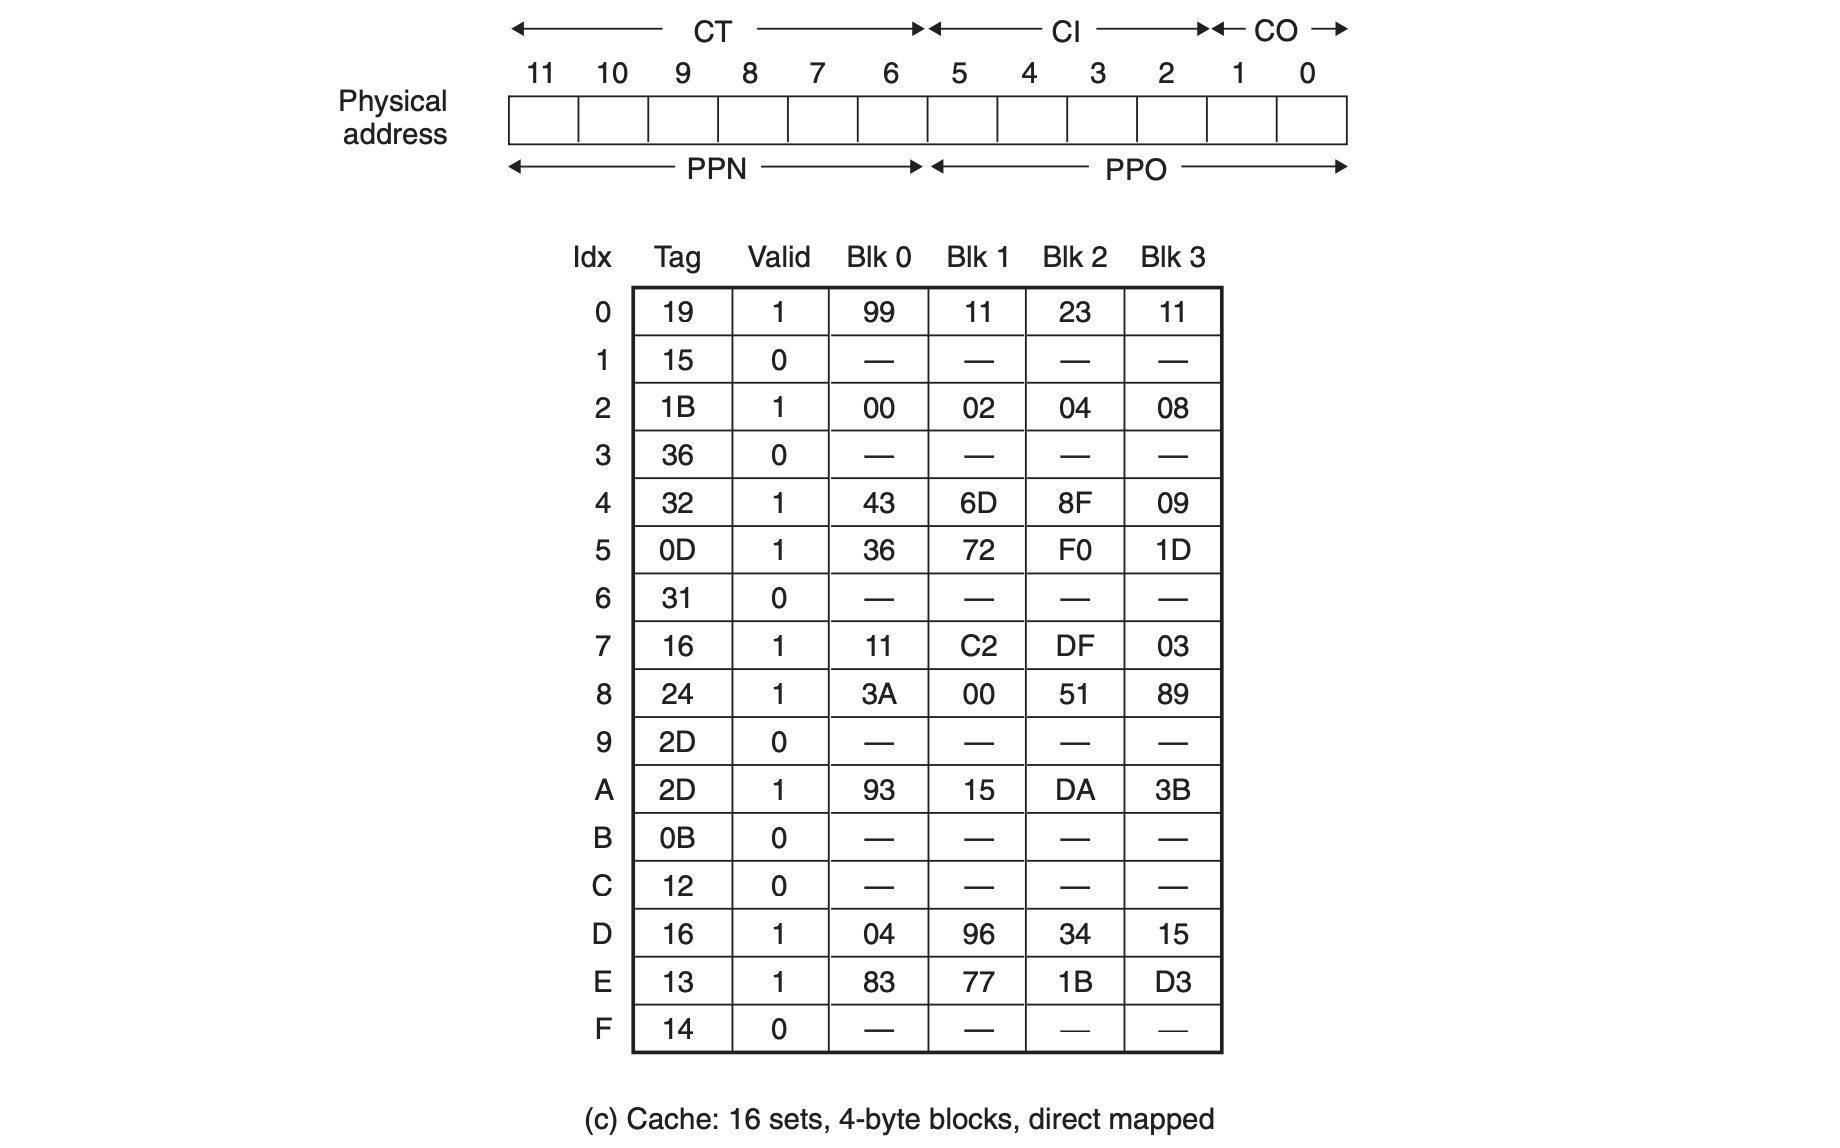 CT CI CO
11 10 9 8 7 6 5 4 3 2 1 0
Physical
address
PPN PPO
Idx Tag Valid Blk 0 Blk 1 Blk 2 Blk 3
0 19 1 99 11 23 11
1 15 0 — — — —
2 1B 1 00 02 04 08
3 36 0 — — — —
4 32 1 43 6D 8F 09
5 0D 1 36 72 F0 1D
6 31 0 — — — —
7 16 1 11 C2 DF 03
8 24 1 3A 00 51 89
9 2D 0 — — — —
A 2D 1 93 15 DA 3B
B 0B 0 — — — —
C 12 0 — — — —
D 16 1 04 96 34 15
E 13 1 83 77 1B D3
F 14 0 — — — —
(c) Cache: 16 sets, 4-byte blocks, direct mapped